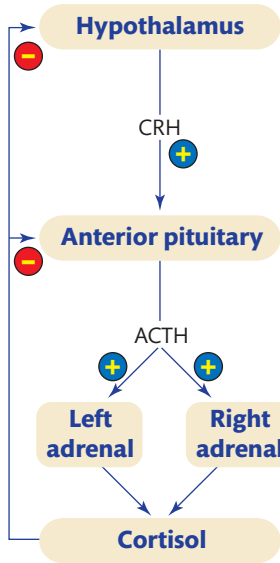 Hypothalamus
−
CRH
+
Anterior pituitary
−
ACTH
+ +
Left
adrenal
Right
adrenal
Cortisol